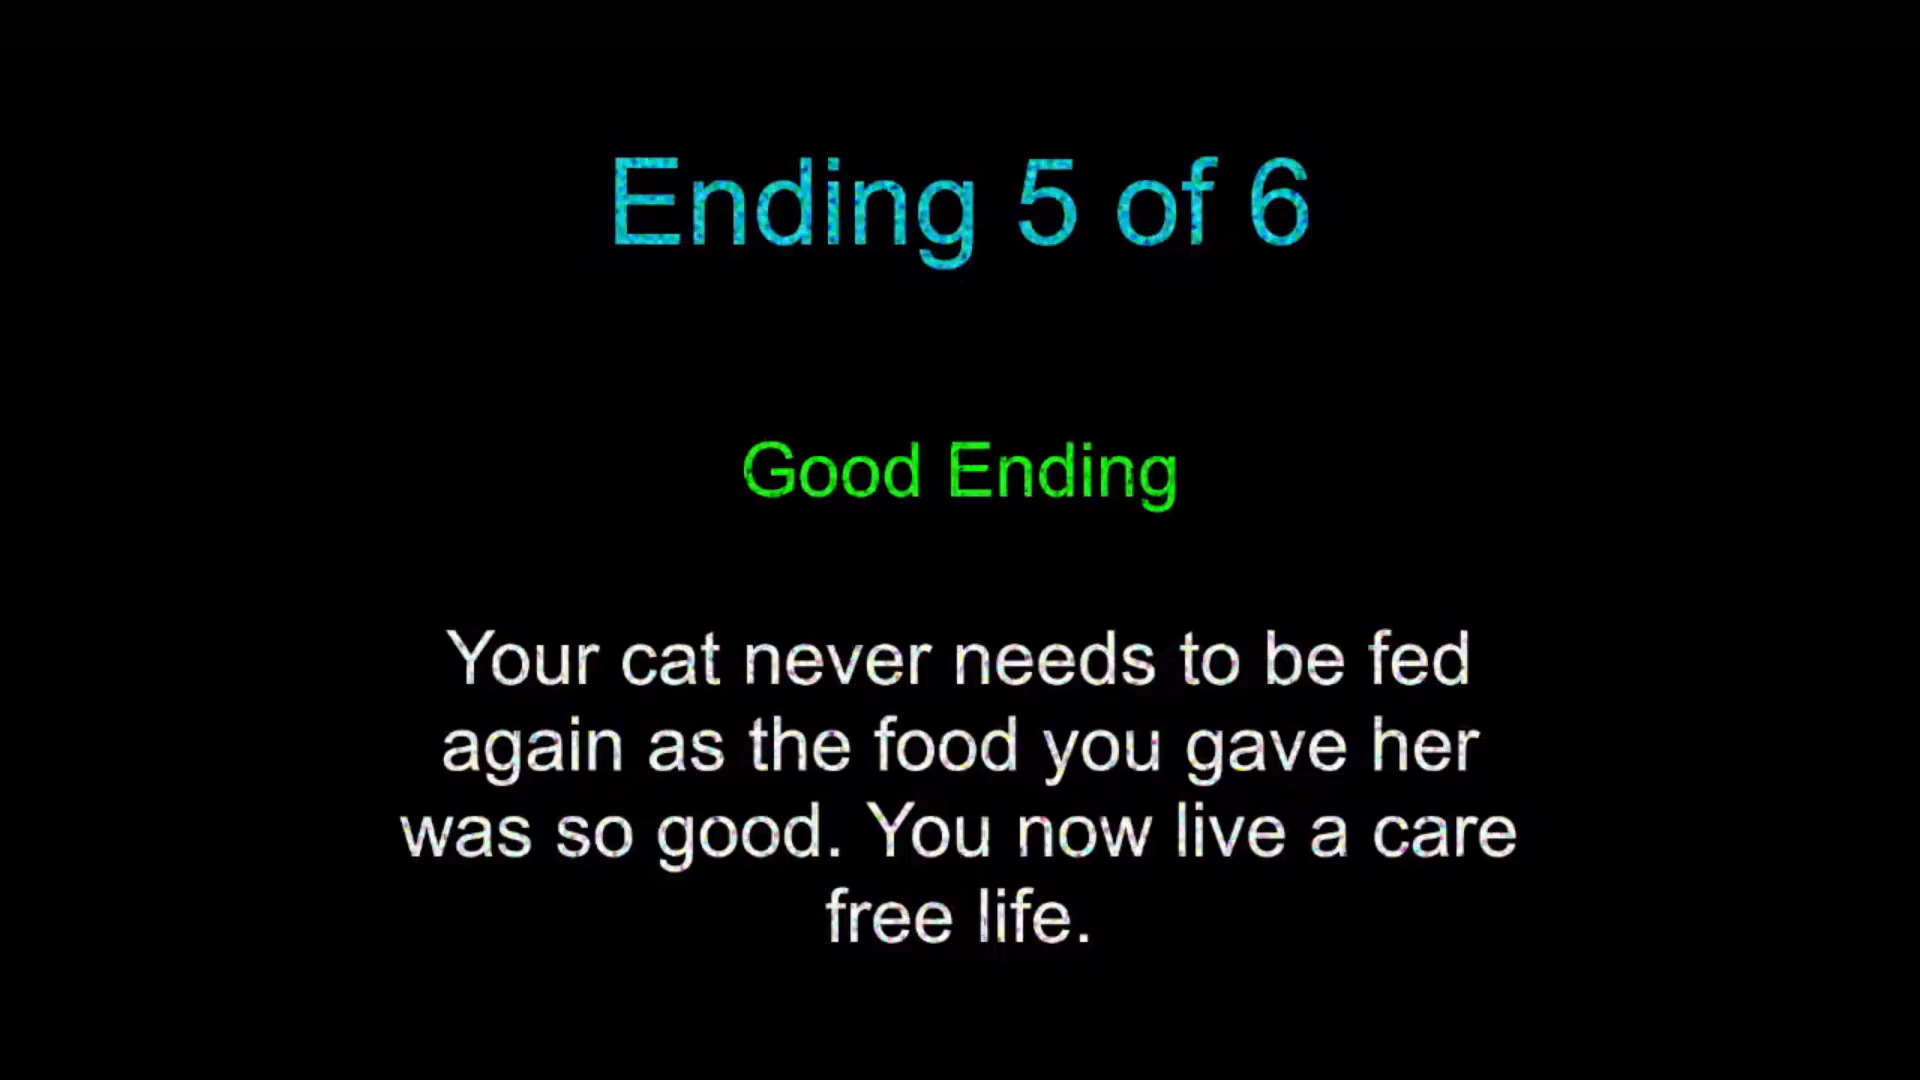 Ending 5 of 6
Good Ending
Your cat never needs to be fed
again as the food you gave her
was so good. You now live a care
free life.